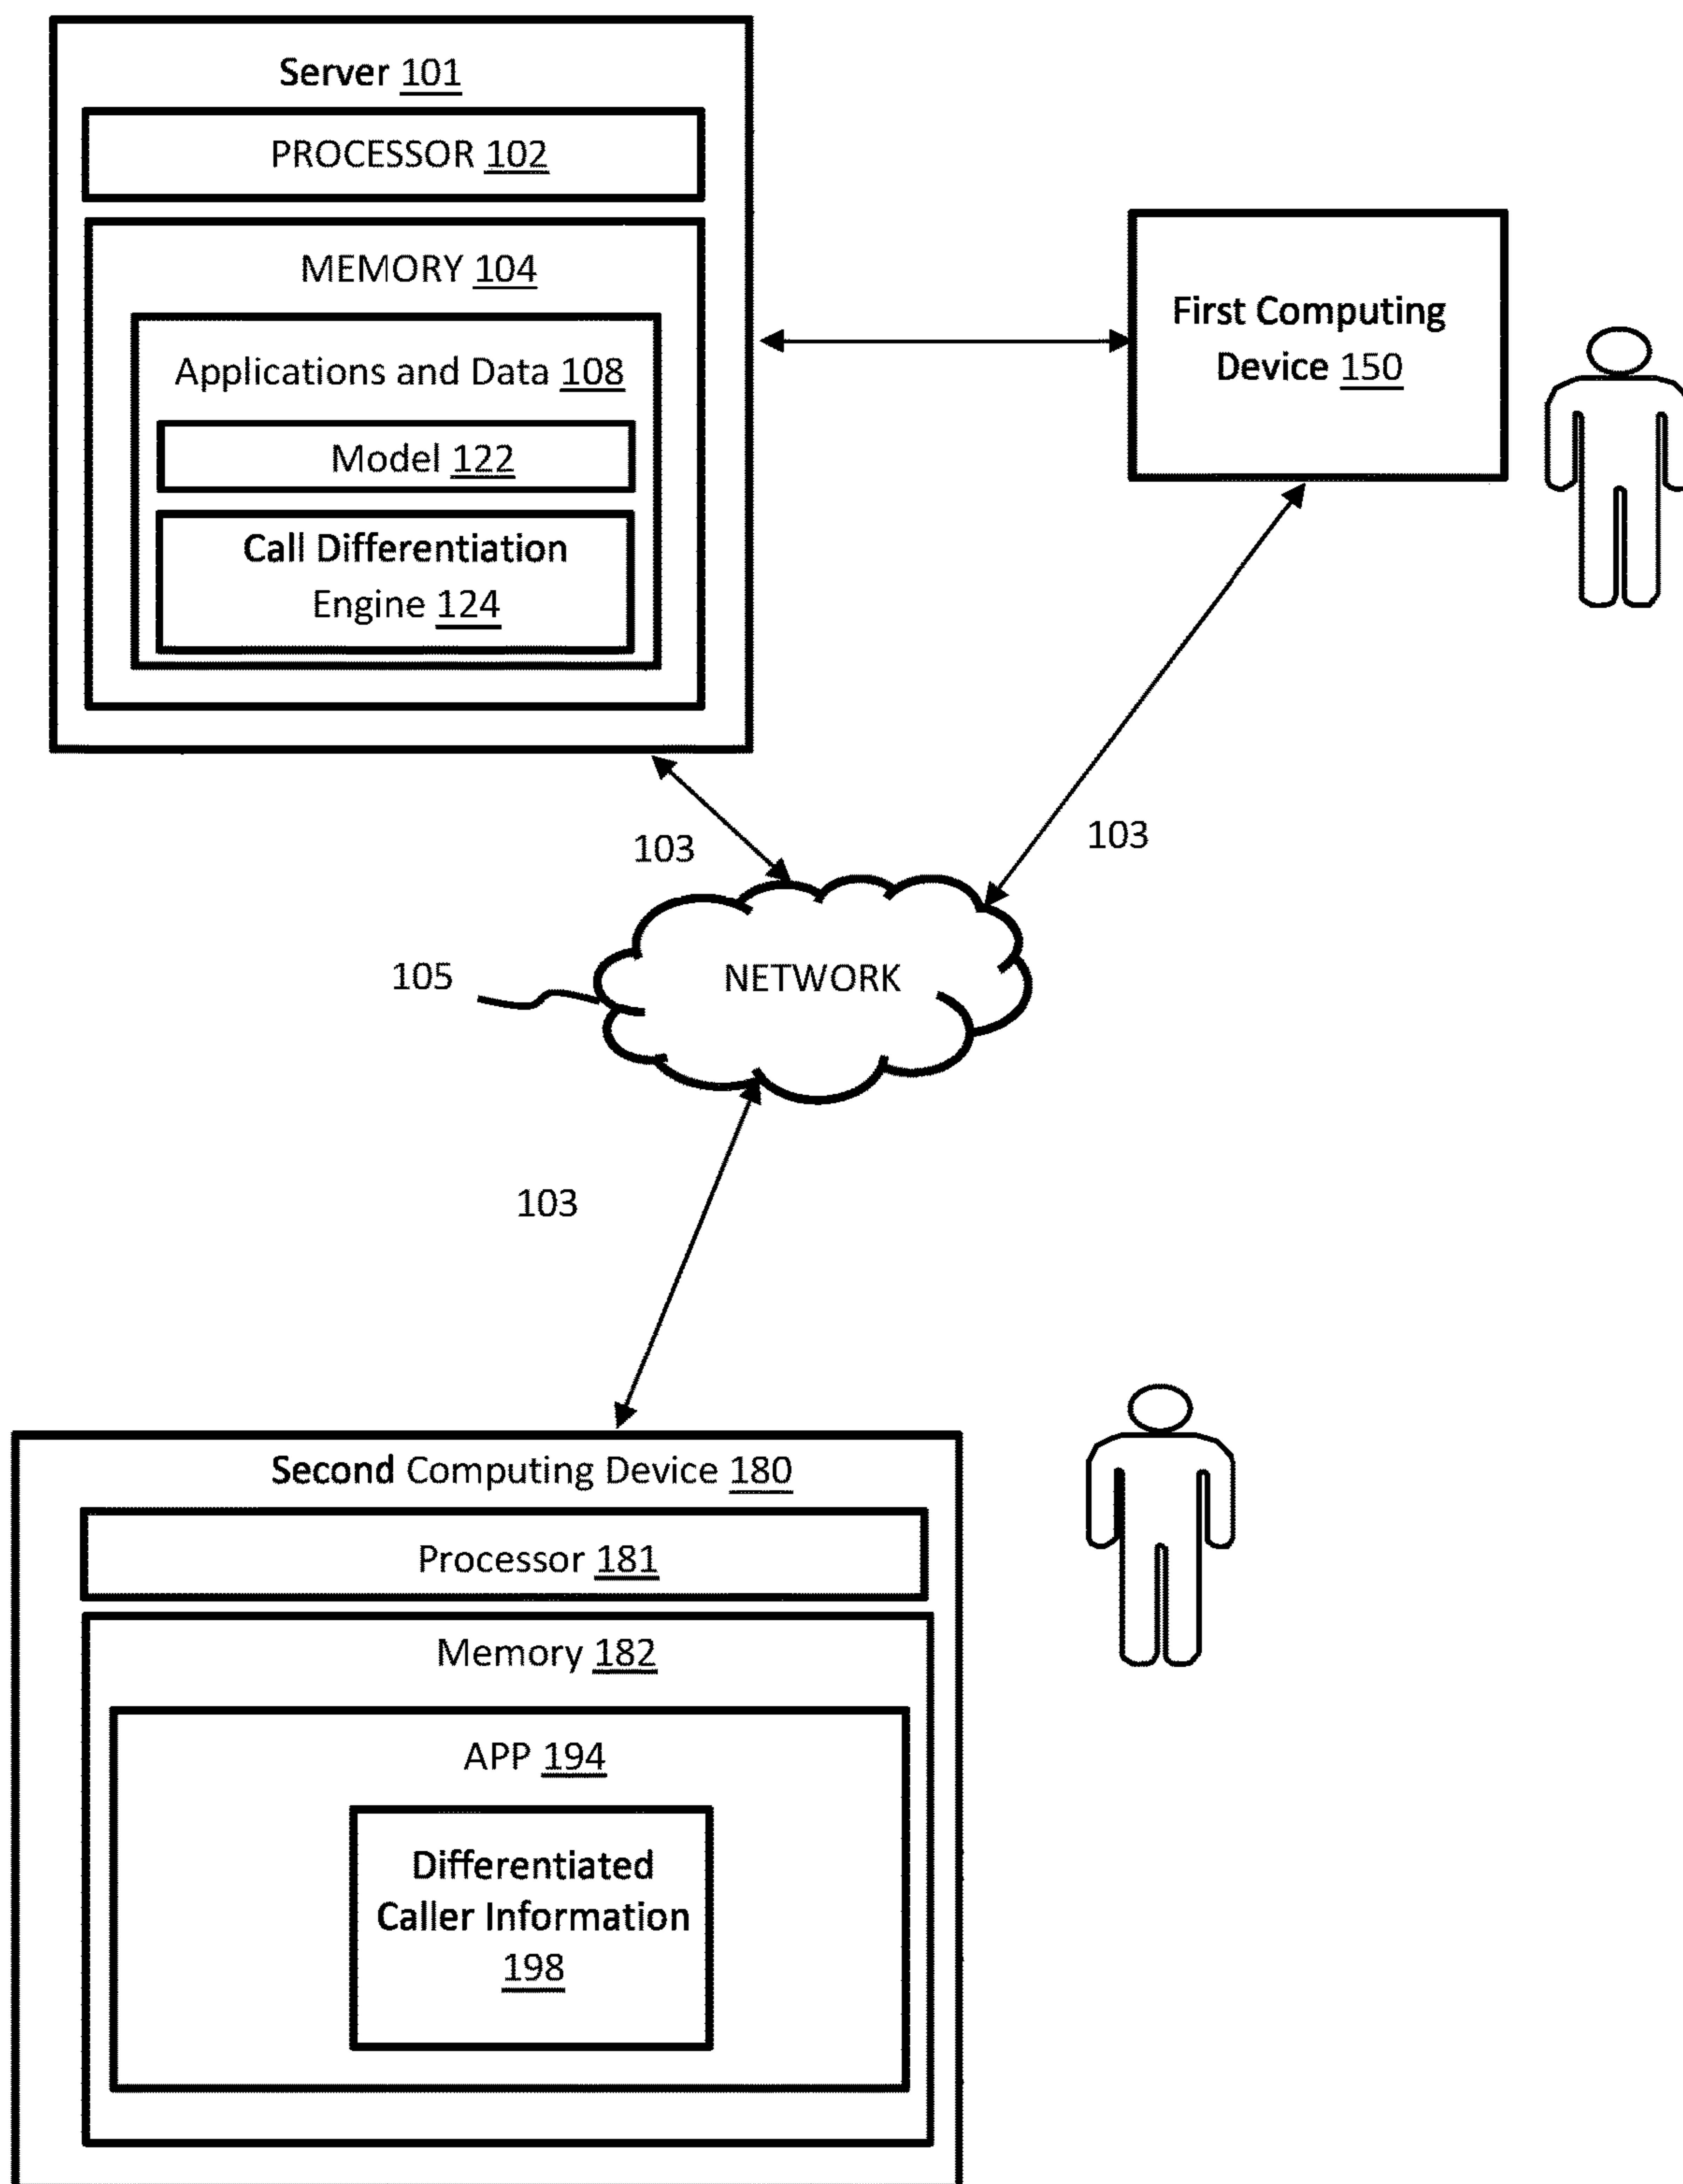 Server 101
PROCESSOR 102
MEMORY 104
Applications and Data 108
Model 122
Call Differentiation
Engine 124
First Computing
Device 150
103
103
105
NETWORK
103
Second Computing Device 180
Processor 181
Memory 182
APP 194
Differentiated
Caller Information
198